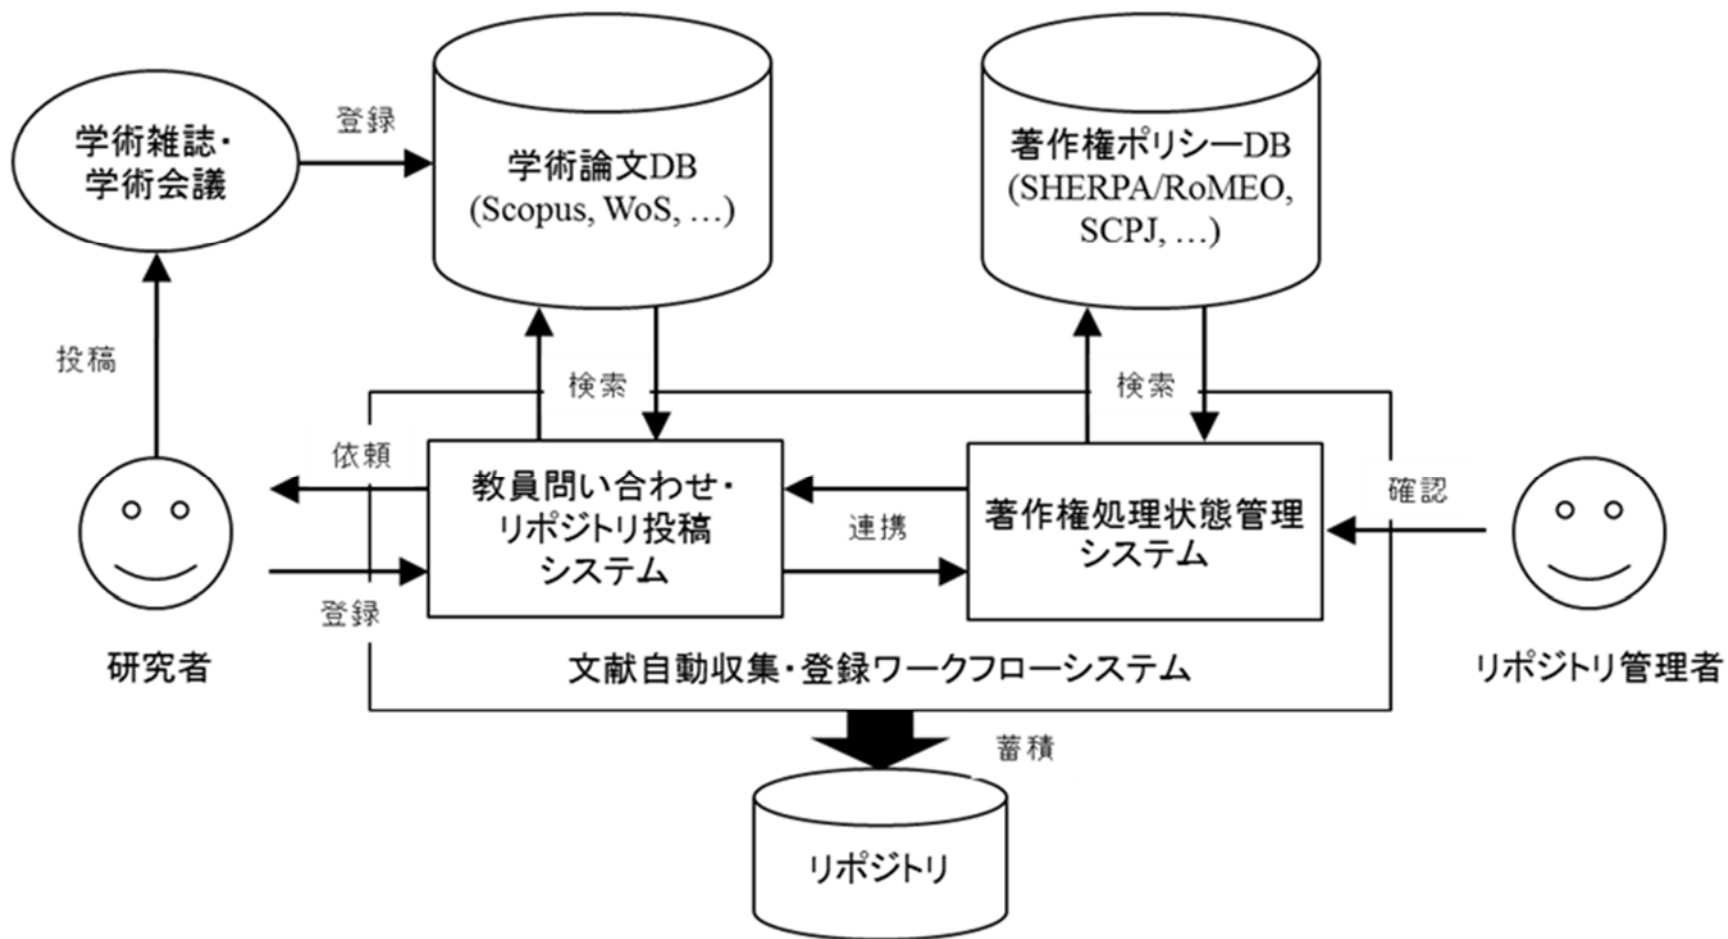 学術雑誌・
学術会議
登録
学術論文DB
(Scopus, WoS, …)
著作権ポリシーDB
(SHERPA/RoMEO,
SCPJ, …)
投稿
検索
検索
依頼
教員問い合わせ・
リポジトリ投稿
システム
連携
著作権処理状態管理
システム
確認
登録
研究者
文献自動収集・登録ワークフローシステム
リポジトリ管理者
蓄積
リポジトリ